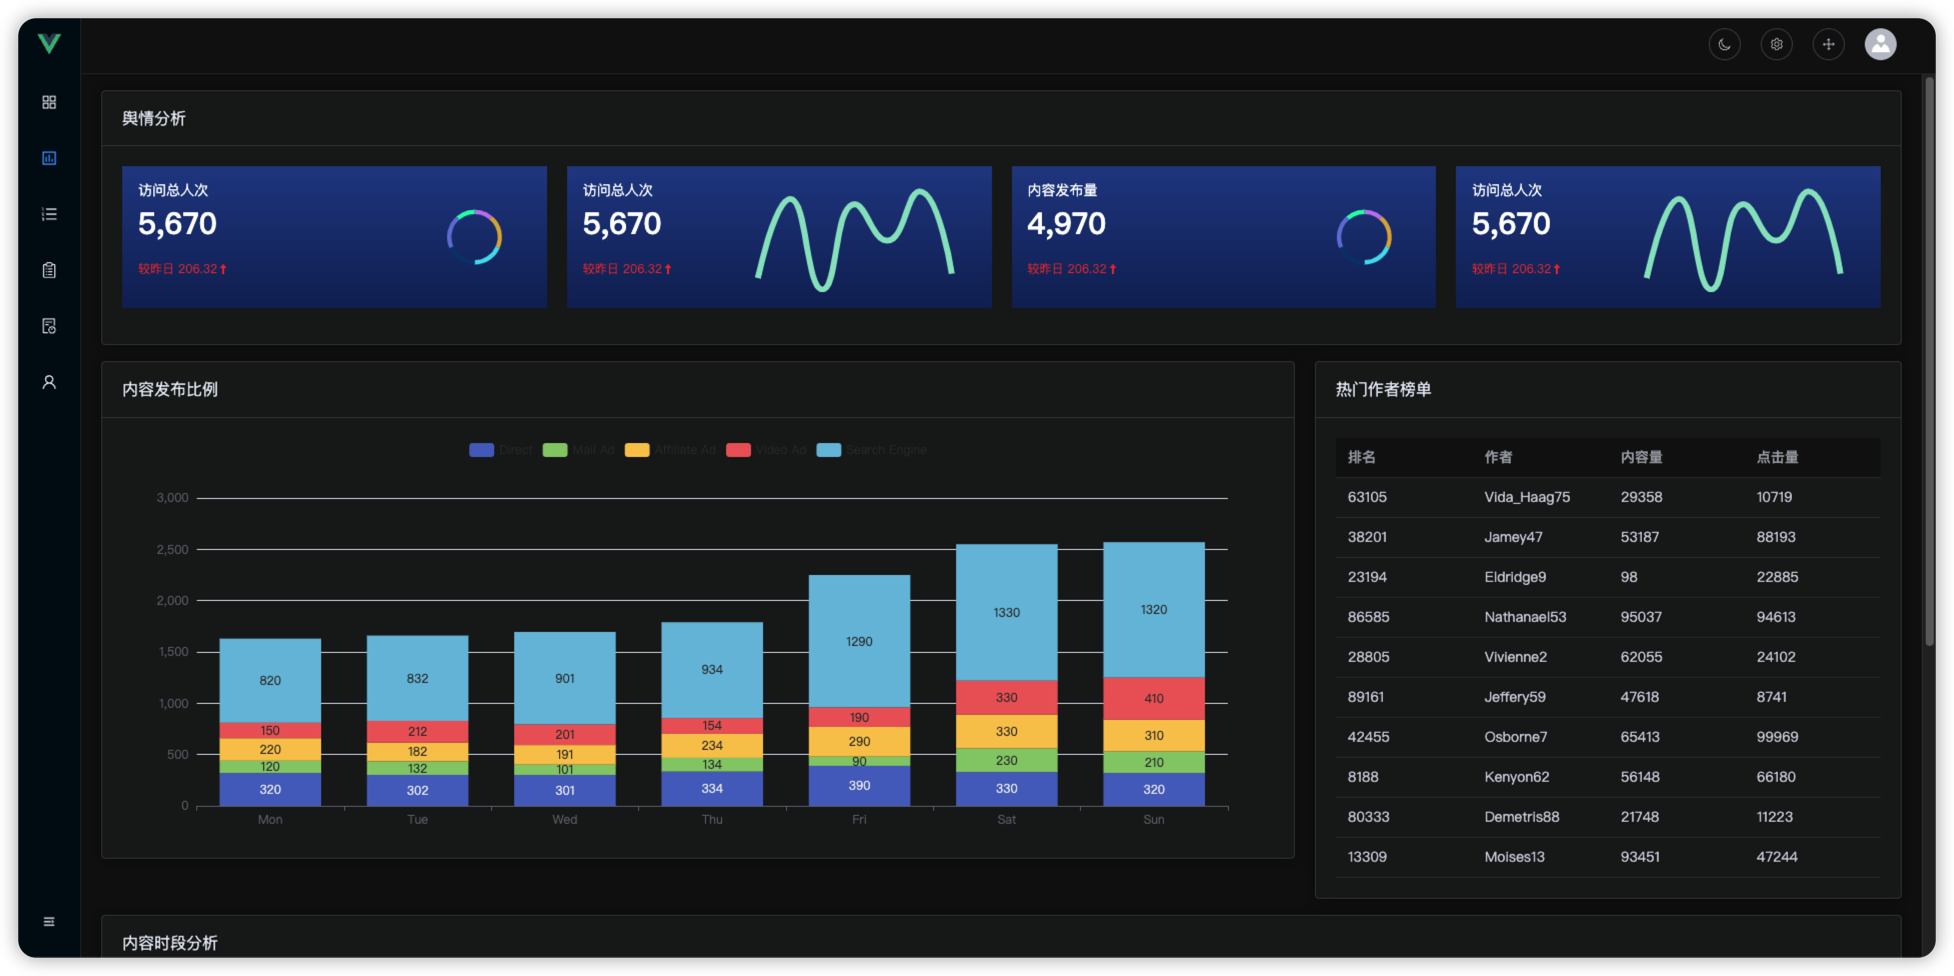 舆情分析
访问总人次
5,670
较昨日 206.32↑
访问总人次
5,670
较昨日 206.32↑
内容发布量
4,970
较昨日 206.32↑
访问总人次
5,670
较昨日 206.32↑
内容发布比例
Direct Mail Ad Affiliate Ad Video Ad Search Engine
3,000
2,500
2,000
1,500
1,000
500
0
820 832 901 934 1290 1330 1320
150 212 201 154 190 330 410
220 182 191 234 290 330 310
120 132 101 134 90 230 210
320 302 301 334 390 330 320
Mon Tue Wed Thu Fri Sat Sun
热门作者榜单
排名 作者 内容量 点击量
63105 Vida_Haag75 29358 10719
38201 Jamey47 53187 88193
23194 Eldridge9 98 22885
86585 Nathanael53 95037 94613
28805 Vivienne2 62055 24102
89161 Jeffery59 47618 8741
42455 Osborne7 65413 99969
8188 Kenyon62 56148 66180
80333 Demetris88 21748 11223
13309 Moises13 93451 47244
内容时段分析